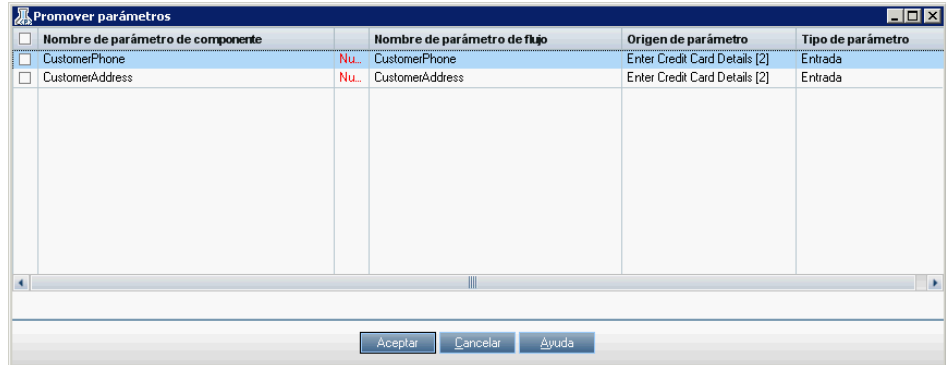 Promover parámetros
Nombre de parámetro de componente Nombre de parámetro de flujo Origen de parámetro Tipo de parámetro
CustomerPhone Nu... CustomerPhone Enter Credit Card Details [2] Entrada
CustomerAddress Nu... CustomerAddress Enter Credit Card Details [2] Entrada
Aceptar Cancelar Ayuda